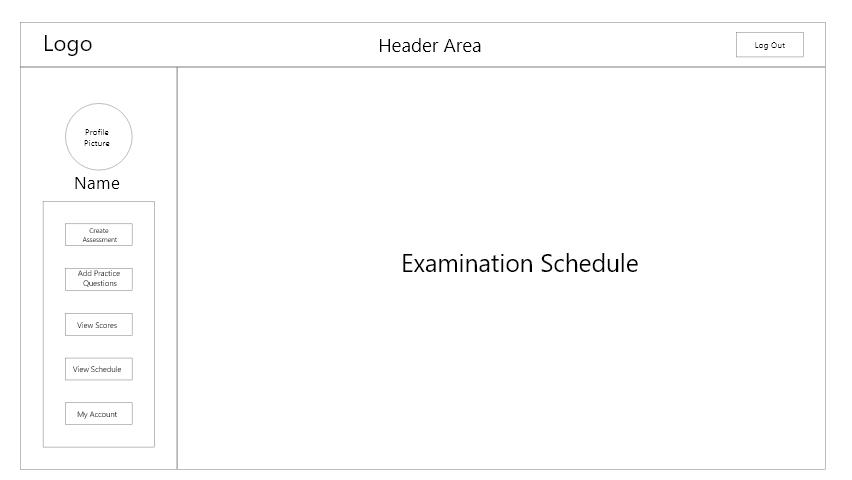 Logo
Header Area
Log Out
Profile
Picture
Name
Create
Assessment
Add Practice
Questions
View Scores
View Schedule
My Account
Examination Schedule